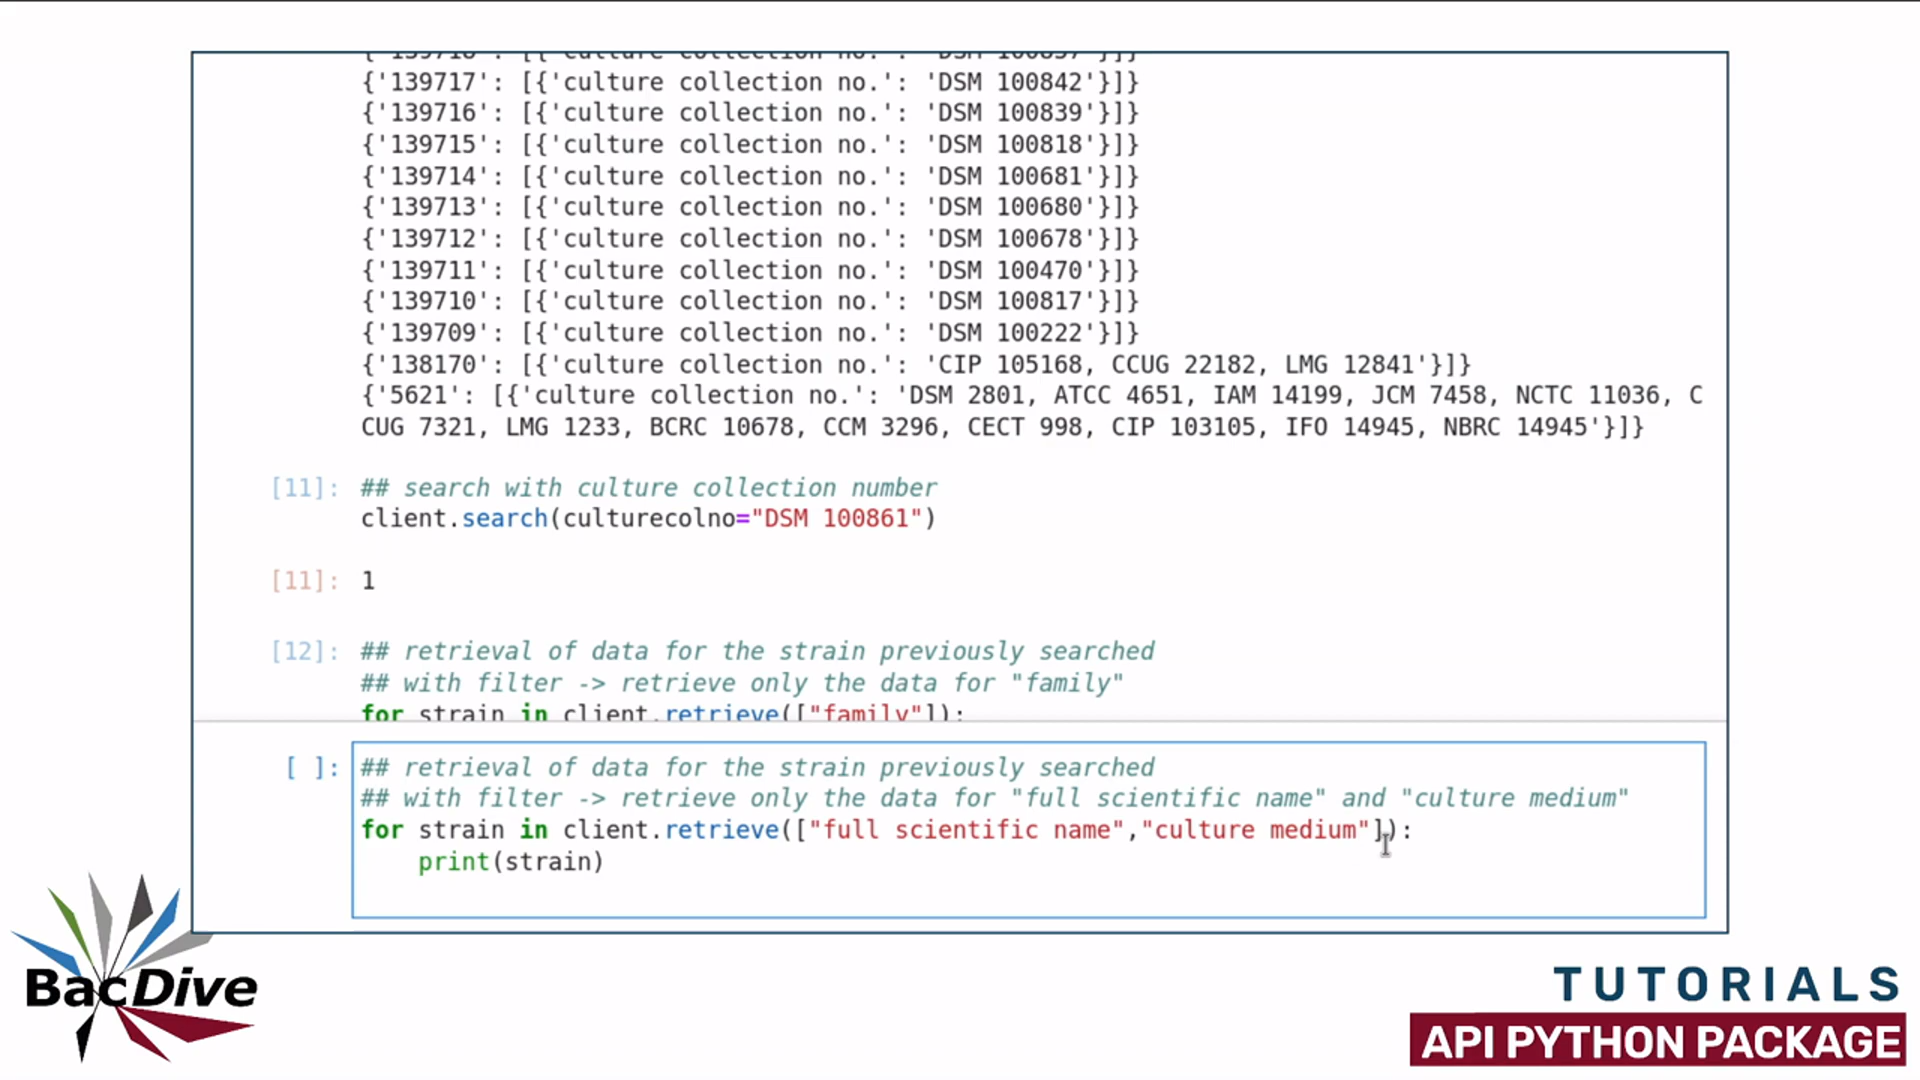 {'139717': [{'culture collection no.': 'DSM 100842'}]}
{'139716': [{'culture collection no.': 'DSM 100839'}]}
{'139715': [{'culture collection no.': 'DSM 100818'}]}
{'139714': [{'culture collection no.': 'DSM 100681'}]}
{'139713': [{'culture collection no.': 'DSM 100680'}]}
{'139712': [{'culture collection no.': 'DSM 100678'}]}
{'139711': [{'culture collection no.': 'DSM 100470'}]}
{'139710': [{'culture collection no.': 'DSM 100817'}]}
{'139709': [{'culture collection no.': 'DSM 100222'}]}
{'138170': [{'culture collection no.': 'CIP 105168, CCUG 22182, LMG 12841'}]}
{'5621': [{'culture collection no.': 'DSM 2801, ATCC 4651, IAM 14199, JCM 7458, NCTC 11036, C
CUG 7321, LMG 1233, BCRC 10678, CCM 3296, CECT 998, CIP 103105, IFO 14945, NBRC 14945'}]}
[11]: ## search with culture collection number
client.search(culturecolno="DSM 100861")
[11]: 1
[12]: ## retrieval of data for the strain previously searched
## with filter -> retrieve only the data for "family"
for strain in client.retrieve(["family"]):
[ ]: ## retrieval of data for the strain previously searched
## with filter -> retrieve only the data for "full scientific name" and "culture medium"
for strain in client.retrieve(["full scientific name","culture medium"]):
print(strain)
BacDive
TUTORIALS
API PYTHON PACKAGE